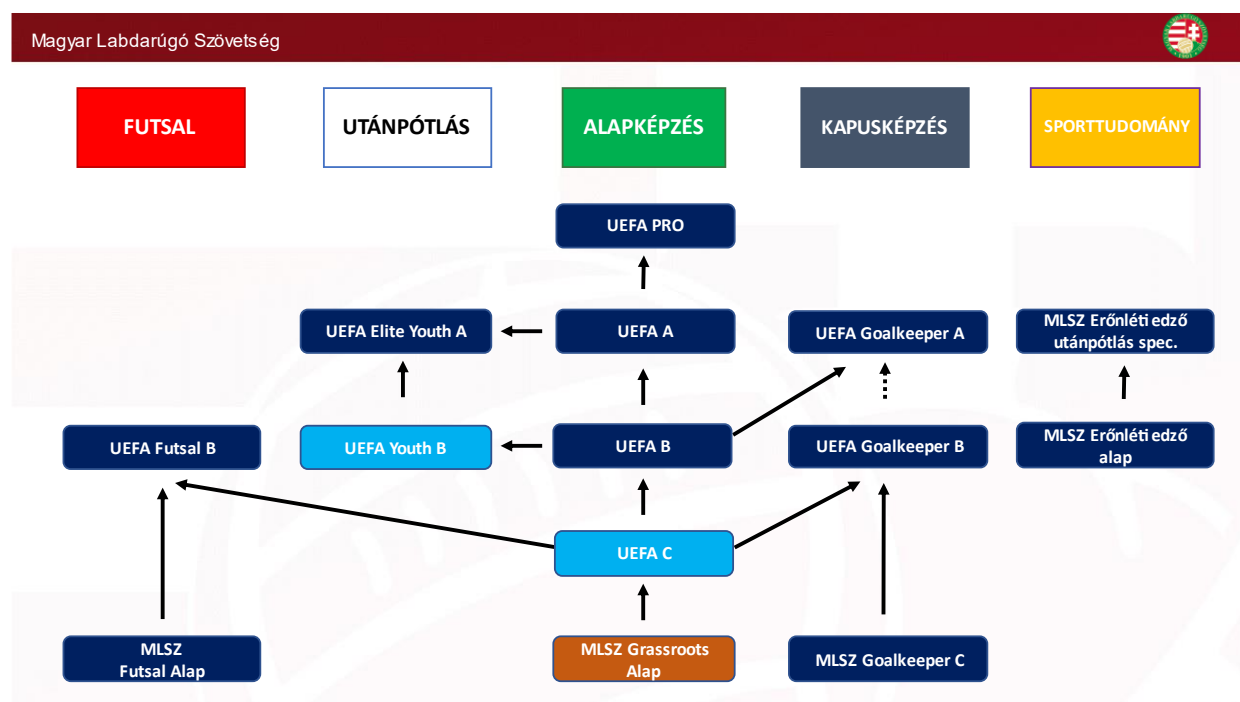 Magyar Labdarúgó Szövetség
FUTSAL
UTÁNPÓTLÁS
ALAPKÉPZÉS
KAPUSKÉPZÉS
SPORTTUDOMÁNY
UEFA PRO
UEFA Elite Youth A
UEFA A
UEFA Goalkeeper A
MLSZ Erőnléti edző
utánpótlás spec.
UEFA Futsal B
UEFA Youth B
UEFA B
UEFA Goalkeeper B
MLSZ Erőnléti edző
alap
UEFA C
MLSZ
Futsal Alap
MLSZ Grassroots
Alap
MLSZ Goalkeeper C